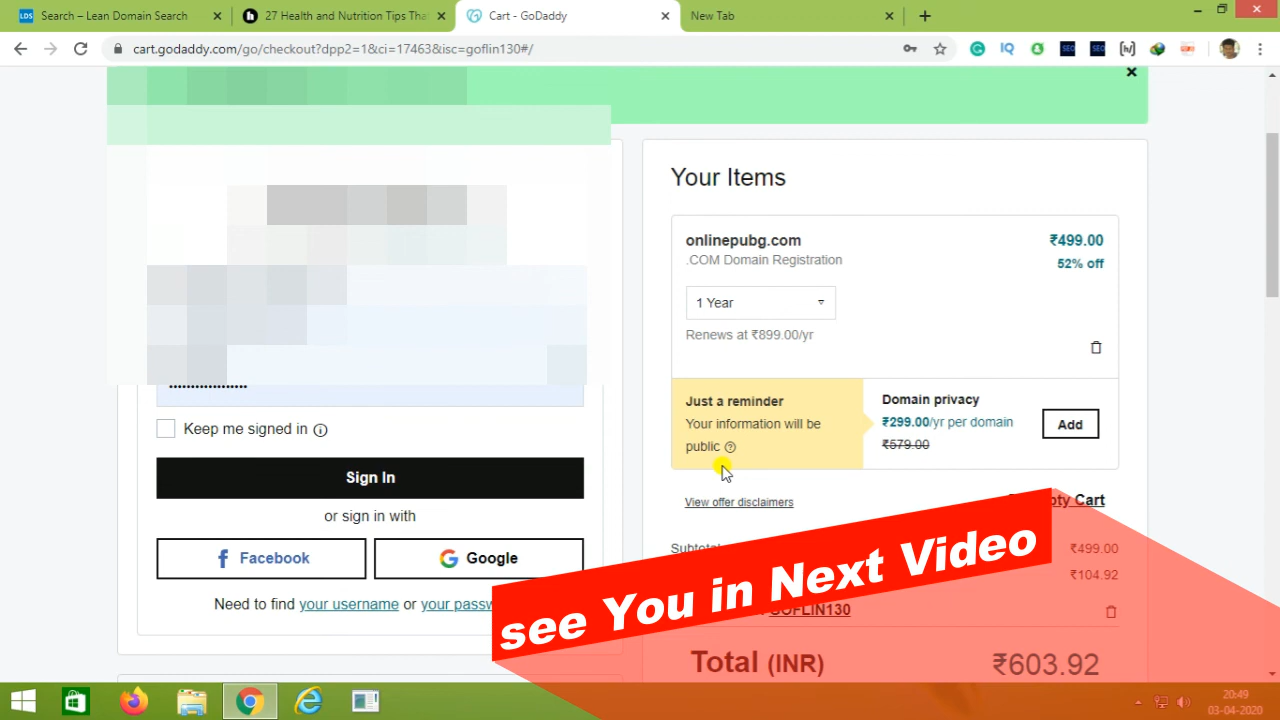 LDS Search – Lean Domain Search
27 Health and Nutrition Tips That
Cart - GoDaddy
New Tab
cart.godaddy.com/go/checkout?dpp2=1&ci=17463&isc=goflin130#/
Your Items
onlinepubg.com ₹499.00
.COM Domain Registration 52% off
1 Year
Renews at ₹899.00/yr
Just a reminder
Your information will be
public
Domain privacy
₹299.00/yr per domain
₹579.00
Add
Keep me signed in
Sign In
or sign in with
Facebook
Google
Need to find your username or your passw
View offer disclaimers
pty Cart
Subtotal ₹499.00
₹104.92
GOFLIN130
Total (INR) ₹603.92
see You in Next Video
20:49
03-04-2020